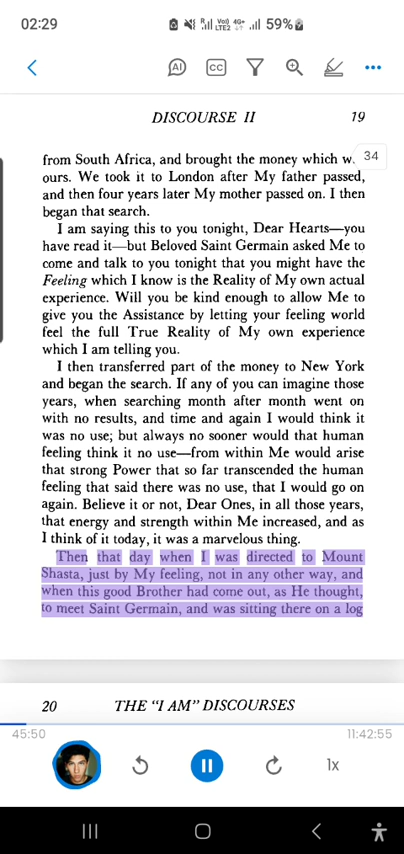 02:29
Vo))
R LTE2 4G+ 59%
AI CC
DISCOURSE II 19
34
from South Africa, and brought the money which w
ours. We took it to London after My father passed,
and then four years later My mother passed on. I then
began that search.
I am saying this to you tonight, Dear Hearts—you
have read it—but Beloved Saint Germain asked Me to
come and talk to you tonight that you might have the
Feeling which I know is the Reality of My own actual
experience. Will you be kind enough to allow Me to
give you the Assistance by letting your feeling world
feel the full True Reality of My own experience
which I am telling you.
I then transferred part of the money to New York
and began the search. If any of you can imagine those
years, when searching month after month went on
with no results, and time and again I would think it
was no use; but always no sooner would that human
feeling think it no use—from within Me would arise
that strong Power that so far transcended the human
feeling that said there was no use, that I would go on
again. Believe it or not, Dear Ones, in all those years,
that energy and strength within Me increased, and as
I think of it today, it was a marvelous thing.
Then that day when I was directed to Mount
Shasta, just by My feeling, not in any other way, and
when this good Brother had come out, as He thought,
to meet Saint Germain, and was sitting there on a log
20 THE “I AM” DISCOURSES
45:50 11:42:55
1x